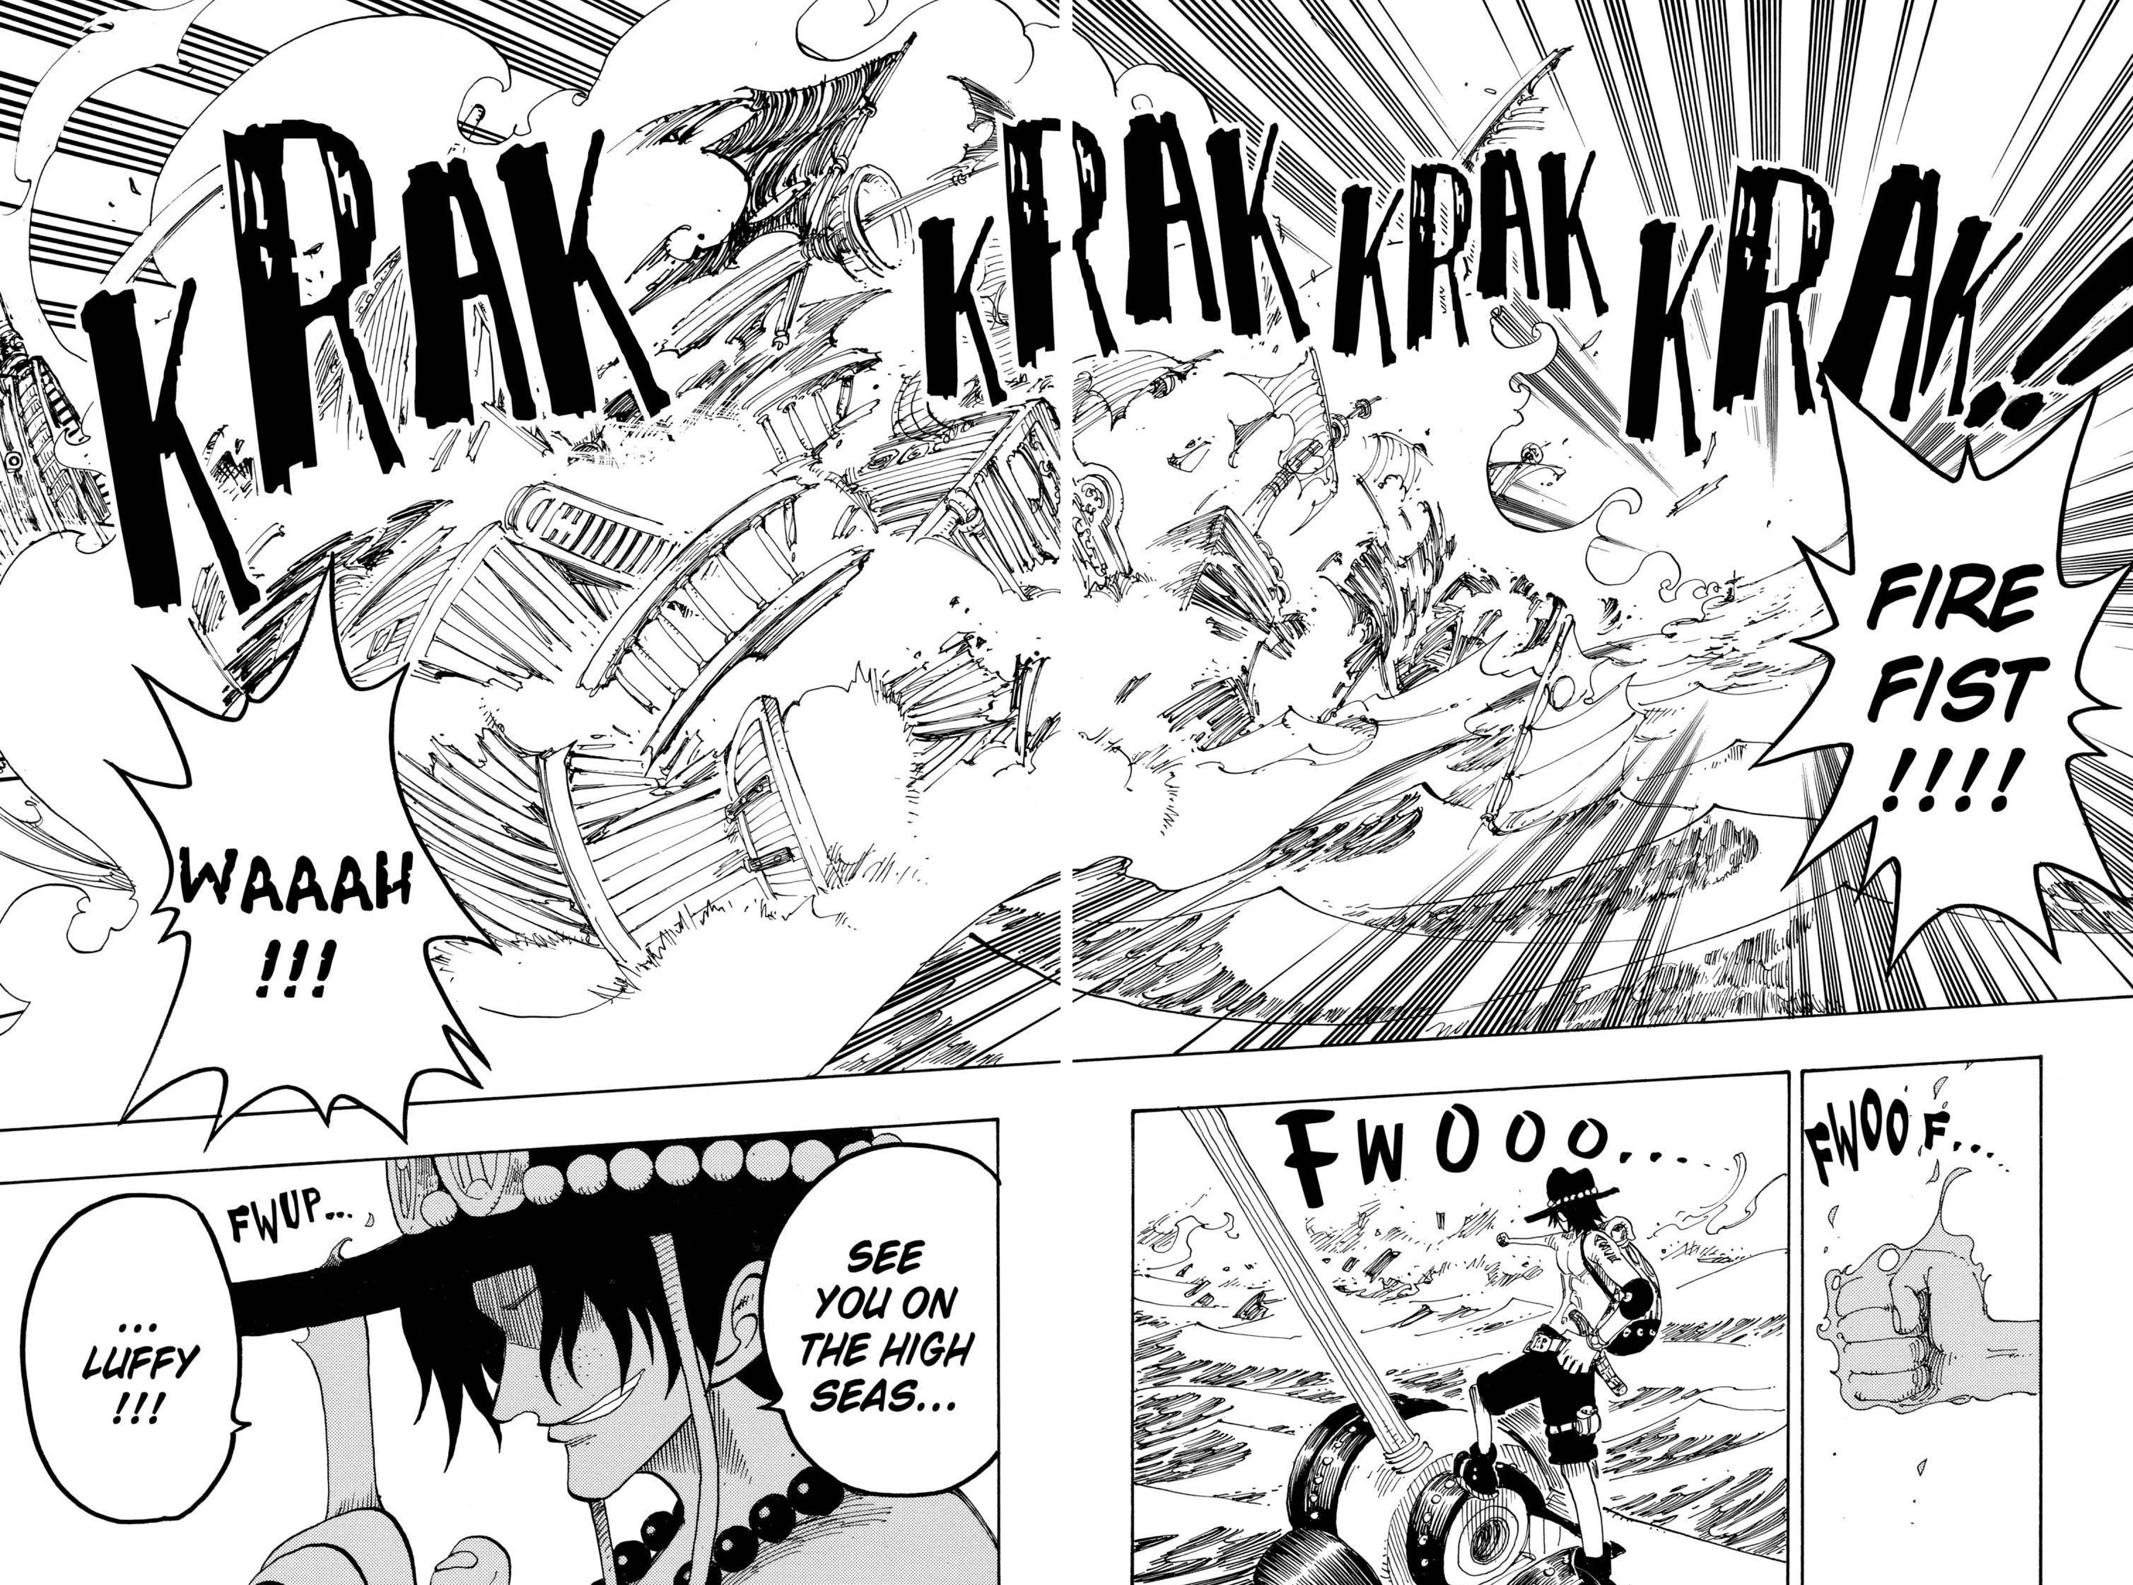 FIRE
FIST
!!!!
KRAK
KRAK
KRAK
KRAK!!
WAAAH
!!!
FWOOF...
FWOOO...
SEE
YOU ON
THE HIGH
SEAS...
FWUP...
...
LUFFY
!!!